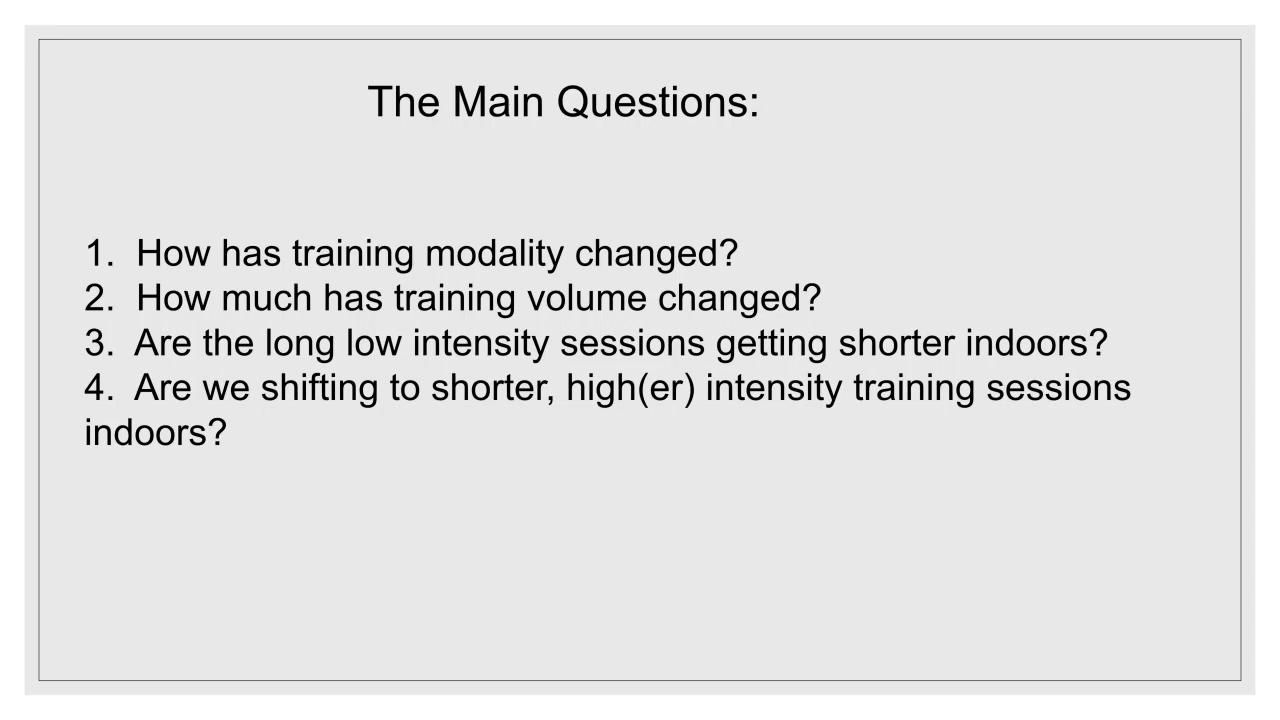 The Main Questions:
1. How has training modality changed?
2. How much has training volume changed?
3. Are the long low intensity sessions getting shorter indoors?
4. Are we shifting to shorter, high(er) intensity training sessions
indoors?